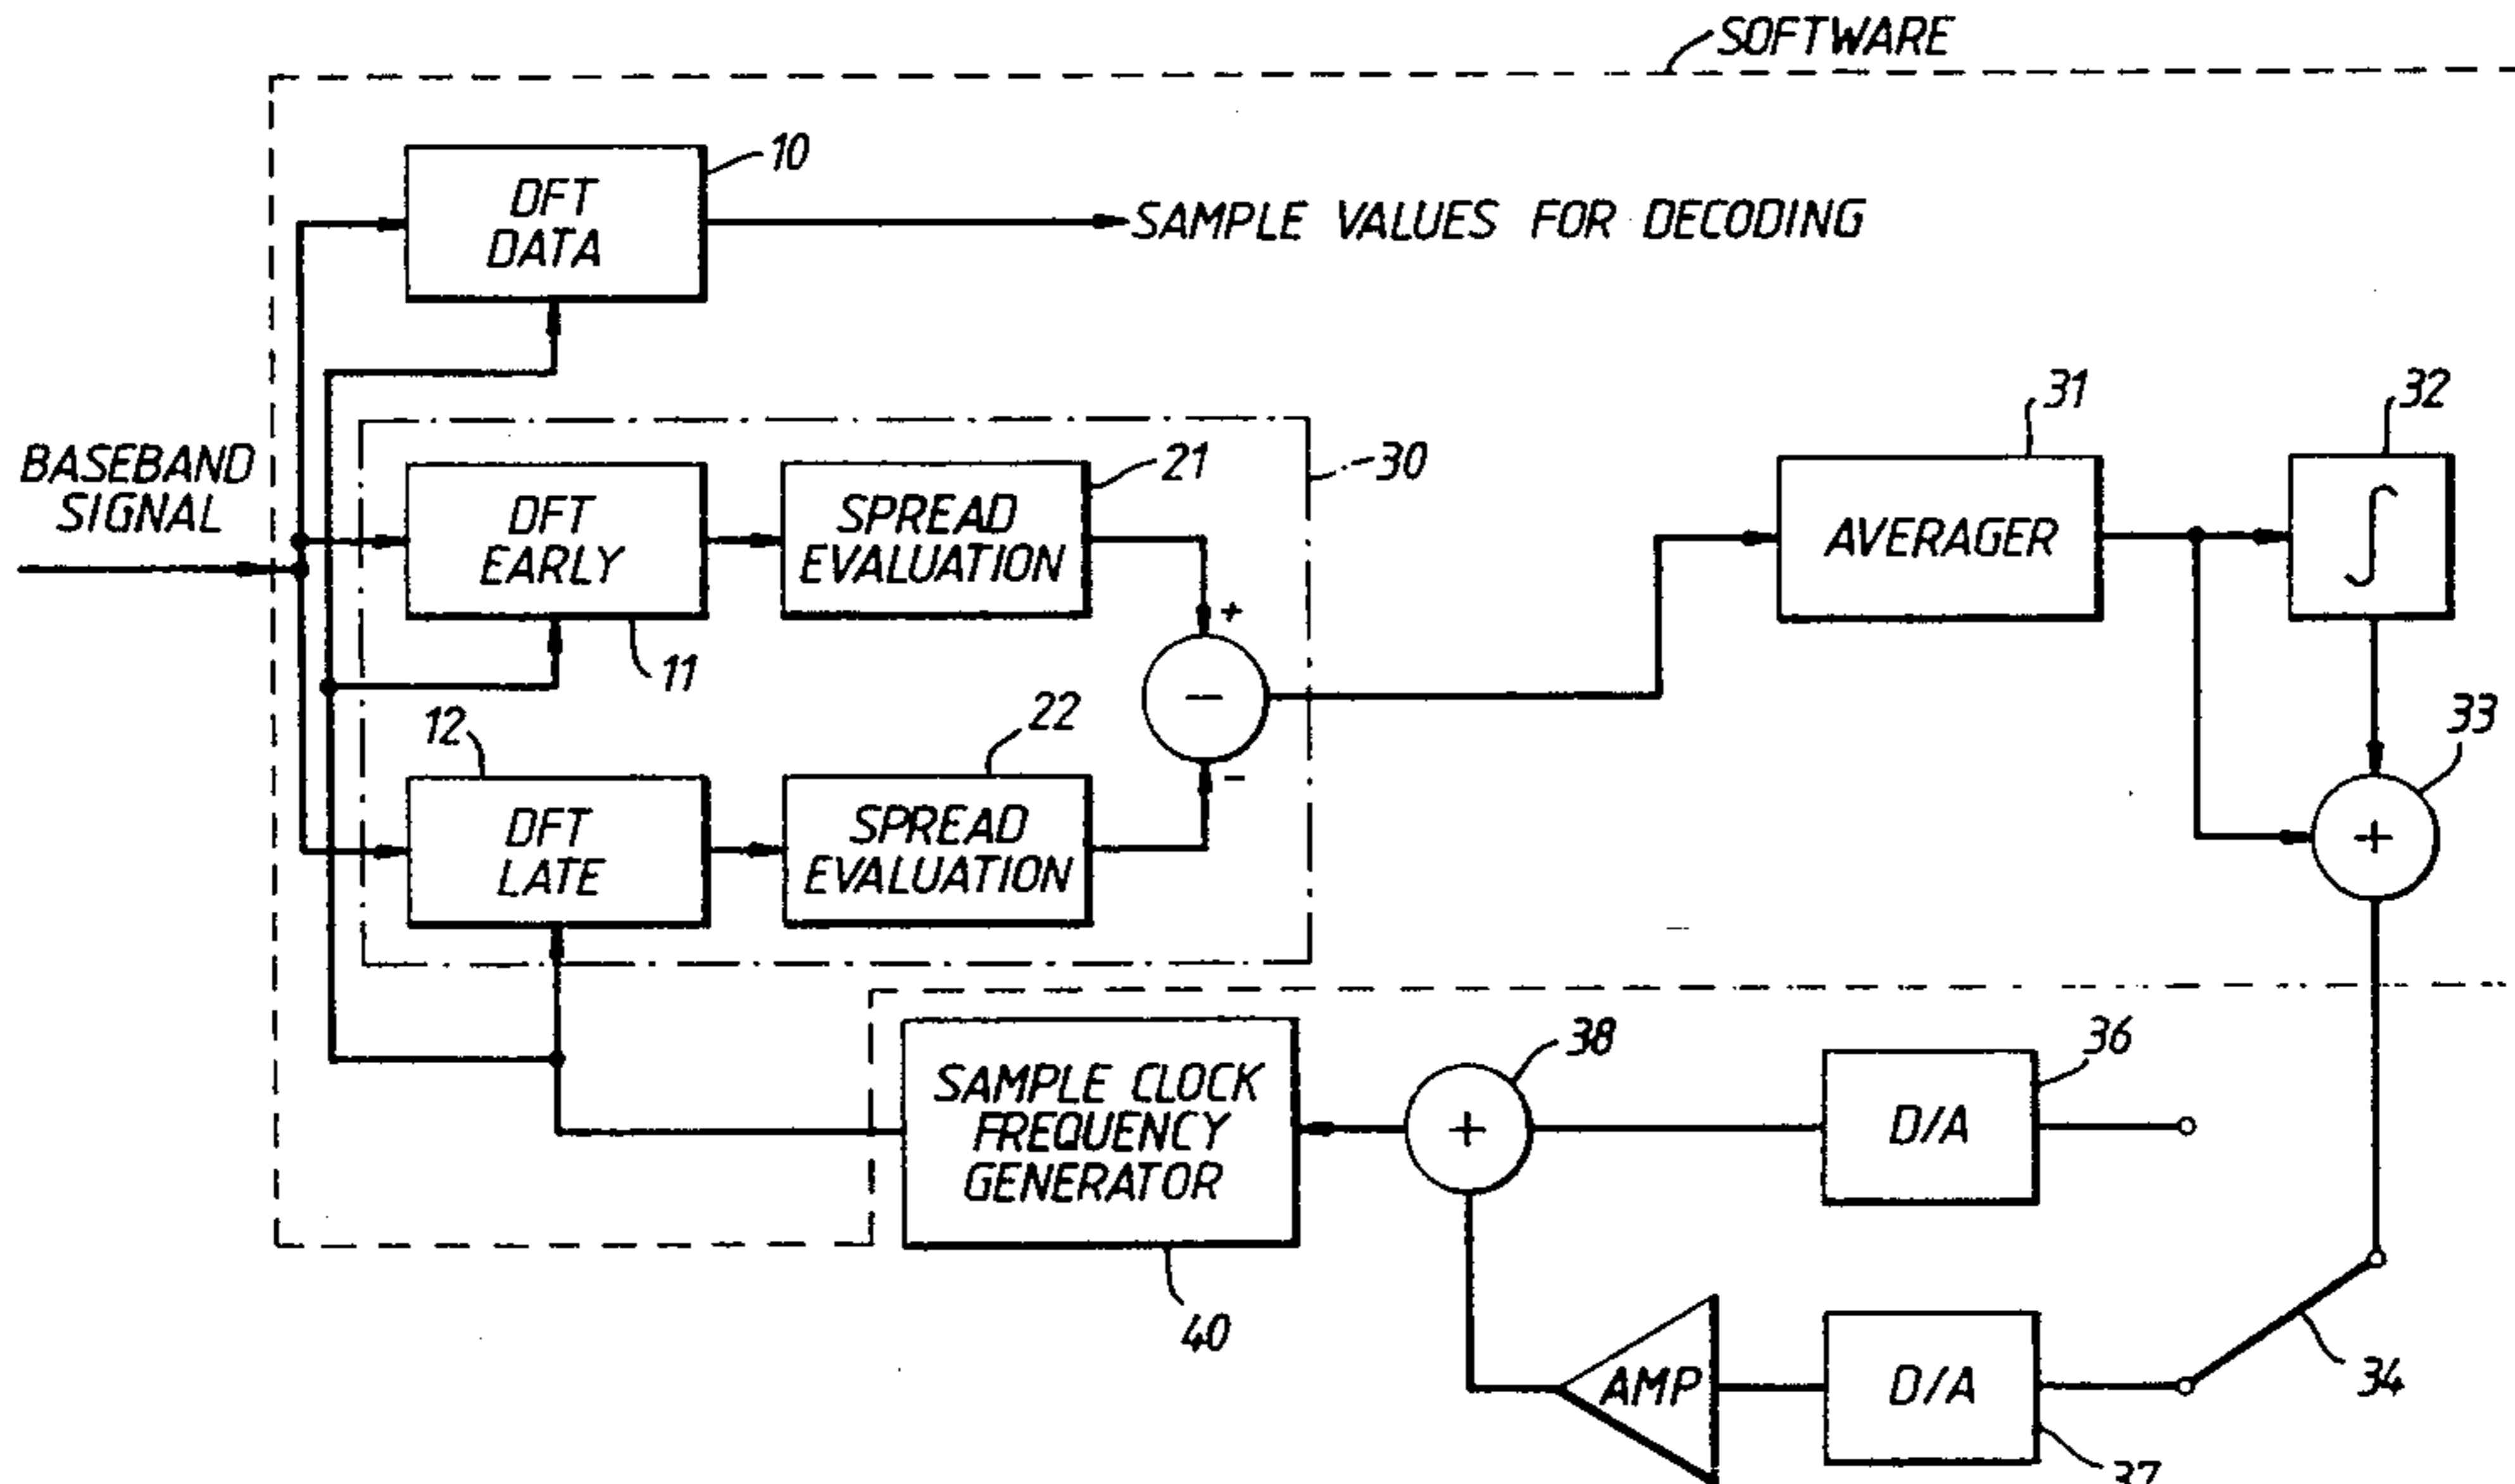 SOFTWARE
10
DFT
DATA
SAMPLE VALUES FOR DECODING
BASEBAND
SIGNAL
DFT
EARLY
11
SPREAD
EVALUATION
21
30
+
−
−
12
DFT
LATE
22
SPREAD
EVALUATION
31
AVERAGER
32
∫
33
+
SAMPLE CLOCK
FREQUENCY
GENERATOR
40
38
+
36
D/A
34
AMP
D/A
37